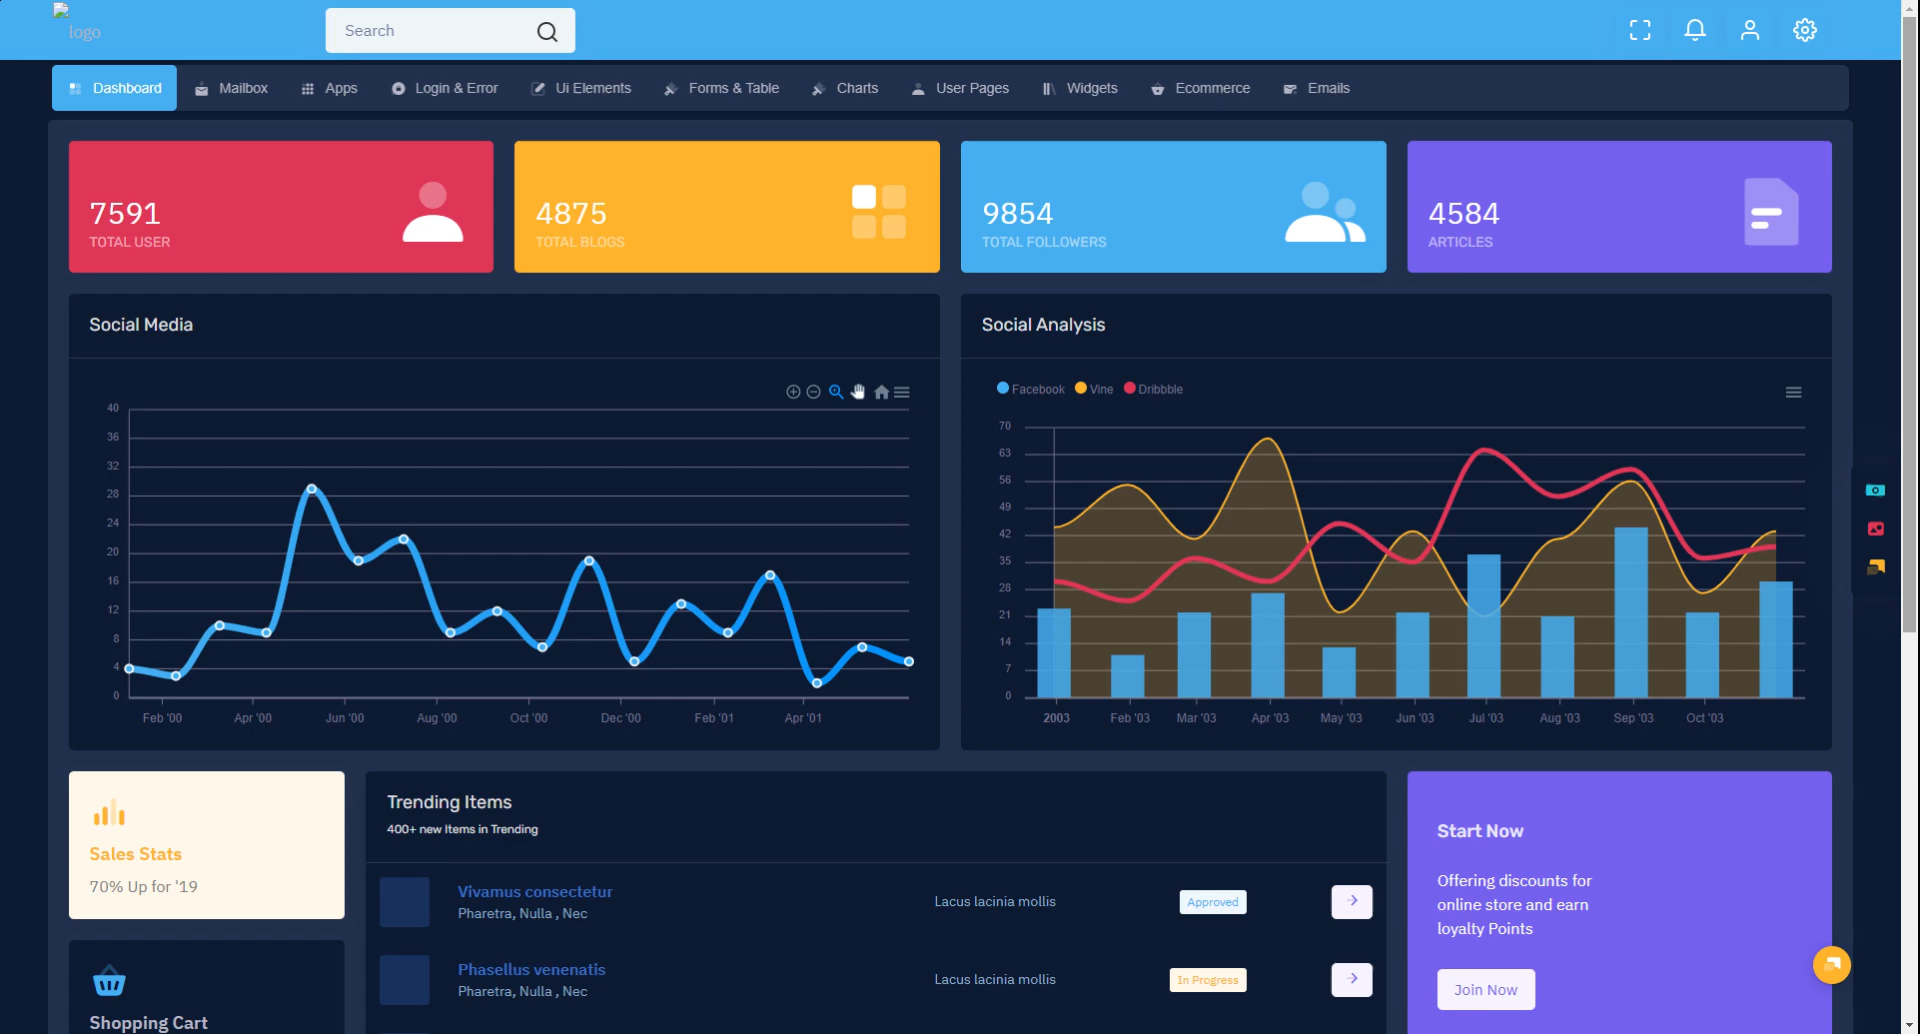 logo
Search
Dashboard
Mailbox
Apps
Login & Error
Ui Elements
Forms & Table
Charts
User Pages
Widgets
Ecommerce
Emails
7591
TOTAL USER
4875
TOTAL BLOGS
9854
TOTAL FOLLOWERS
4584
ARTICLES
Social Media
40
36
32
28
24
20
16
12
8
4
0
Feb '00
Apr '00
Jun '00
Aug '00
Oct '00
Dec '00
Feb '01
Apr '01
Social Analysis
Facebook
Vine
Dribbble
70
63
56
49
42
35
28
21
14
7
0
2003
Feb '03
Mar '03
Apr '03
May '03
Jun '03
Jul '03
Aug '03
Sep '03
Oct '03
Sales Stats
70% Up for '19
Shopping Cart
Trending Items
400+ new Items in Trending
Vivamus consectetur
Pharetra, Nulla , Nec
Lacus lacinia mollis
Approved
Phasellus venenatis
Pharetra, Nulla , Nec
Lacus lacinia mollis
In Progress
Start Now
Offering discounts for
online store and earn
loyalty Points
Join Now